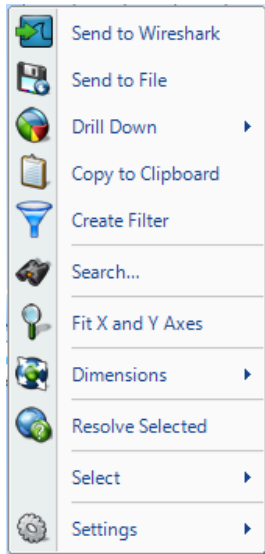 Send to Wireshark
Send to File
Drill Down
Copy to Clipboard
Create Filter
Search...
Fit X and Y Axes
Dimensions
Resolve Selected
Select
Settings